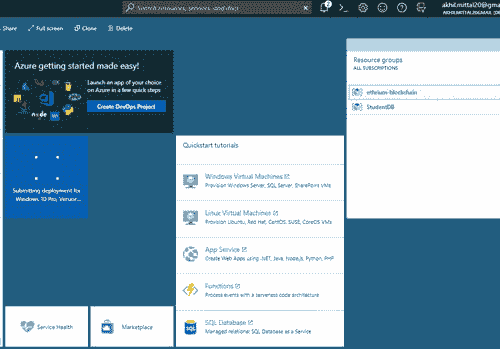 Search resources, services, and docs
2
akhil.mittal20@gma
Share
Full screen
Clone
Delete
Azure getting started made easy!
Launch an app of your choice
on Azure in a few quick steps
Create DevOps Project
node
Submitting deployment for
Windows 10 Pro, Version...
Service Health
Marketplace
Quickstart tutorials
Windows Virtual Machines
Provision Windows Server, SQL Server, SharePoint VMs
Linux Virtual Machines
Provision Ubuntu, Red Hat, CentOS, SUSE, CoreOS VMs
App Service
Create Web Apps using .NET, Java, Node.js, Python, PHP
Functions
Process events with a serverless code architecture
SQL Database
Managed relational SQL Database as a Service
Resource groups
ALL SUBSCRIPTIONS
StudentDB